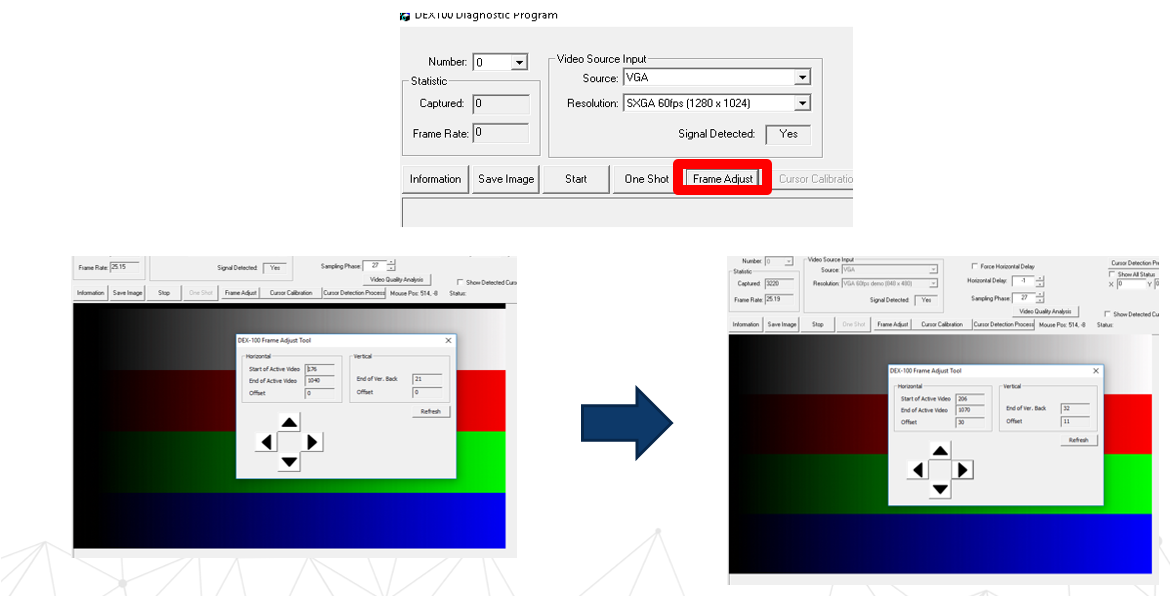 DEX100 Diagnostic Program
Number: 0
Video Source Input
Source: VGA
Statistic
Captured: 0
Resolution: SXGA 60fps (1280 x 1024)
Frame Rate: 0
Signal Detected: Yes
Information Save Image Start One Shot Frame Adjust Cursor Calibratio
Frame Rate: 25.15
Signal Detected: Yes
Sampling Phase: 27
Video Quality Analysis
Show Detected Curs
Information Save Image Stop One Shot Frame Adjust Cursor Calibration Cursor Detection Process Mouse Pos: 514, -8 Status:
DEX-100 Frame Adjust Tool
Horizontal
Start of Active Video 176
End of Active Video 1040
Offset 0
Vertical
End of Ver. Back 21
Offset 0
Refresh
Number: 0
Video Source Input
Source: VGA
Force Horizontal Delay
Cursor Detection Pr
Statistic
Show All Status
Captured: 3220
Resolution: VGA 60fps demo (640 x 480)
Horizontal Delay: -1
X 0 Y
Frame Rate: 25.19
Signal Detected: Yes
Sampling Phase: 27
Video Quality Analysis
Show Detected Cu
Information Save Image Stop One Shot Frame Adjust Cursor Calibration Cursor Detection Process Mouse Pos: 514, -8 Status:
DEX-100 Frame Adjust Tool
Horizontal
Start of Active Video 206
End of Active Video 1070
Offset 30
Vertical
End of Ver. Back 32
Offset 11
Refresh